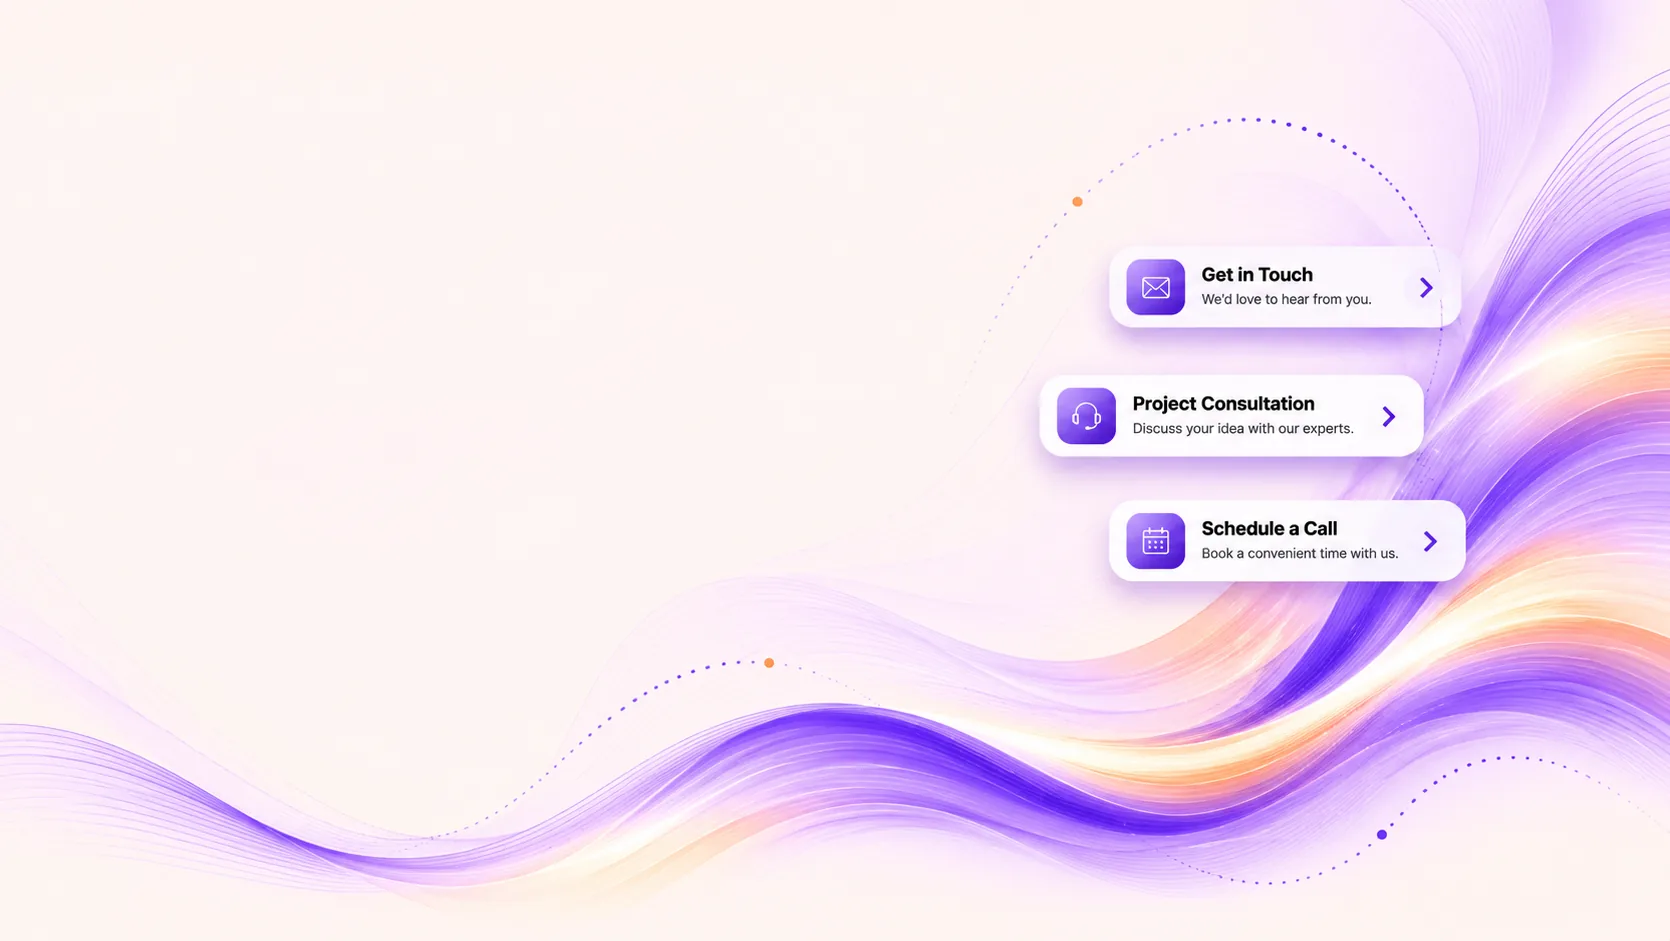 Get in Touch
We'd love to hear from you.
Project Consultation
Discuss your idea with our experts.
Schedule a Call
Book a convenient time with us.